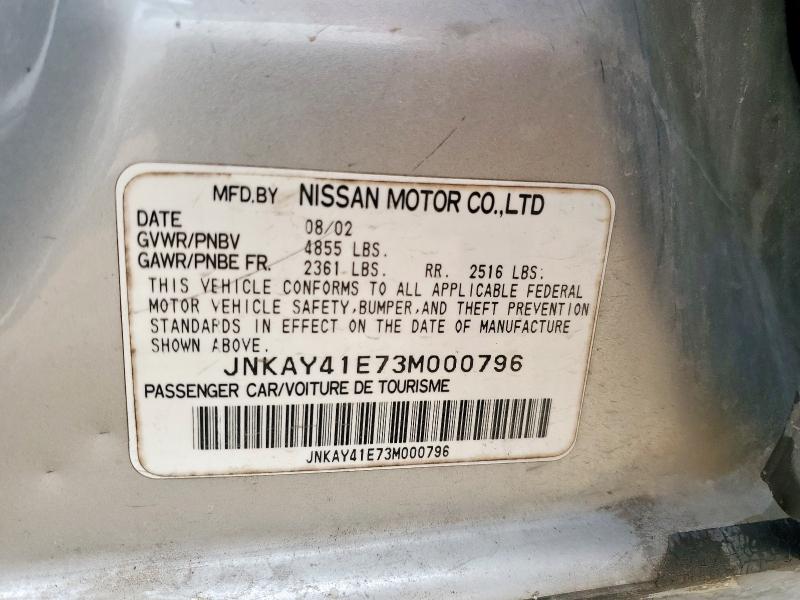 MFD.BY NISSAN MOTOR CO.,LTD
DATE 08/02
GVWR/PNBV 4855 LBS.
GAWR/PNBE FR. 2361 LBS. RR. 2516 LBS.
THIS VEHICLE CONFORMS TO ALL APPLICABLE FEDERAL
MOTOR VEHICLE SAFETY,BUMPER,AND THEFT PREVENTION
STANDARDS IN EFFECT ON THE DATE OF MANUFACTURE
SHOWN ABOVE.
JNKAY41E73M000796
PASSENGER CAR/VOITURE DE TOURISME
JNKAY41E73M000796